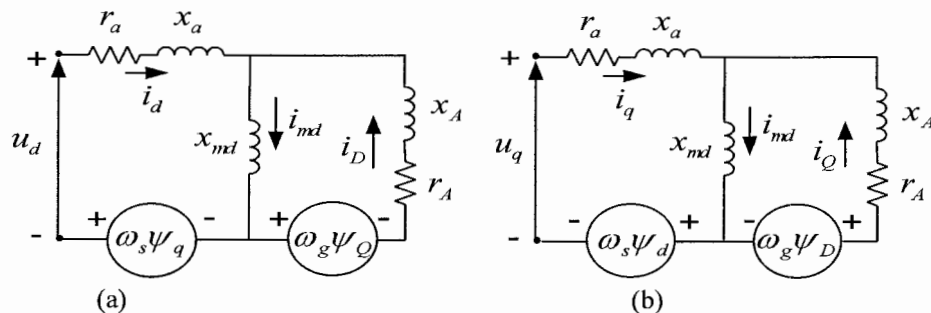 r_a x_a
+ i_d
u_d x_md i_md i_D x_A r_A
+ - + -
- ω_sψ_q ω_gψ_Q
(a)
r_a x_a
+ i_q
u_q x_md i_md i_Q x_A r_A
- + - +
- ω_sψ_d ω_gψ_D
(b)